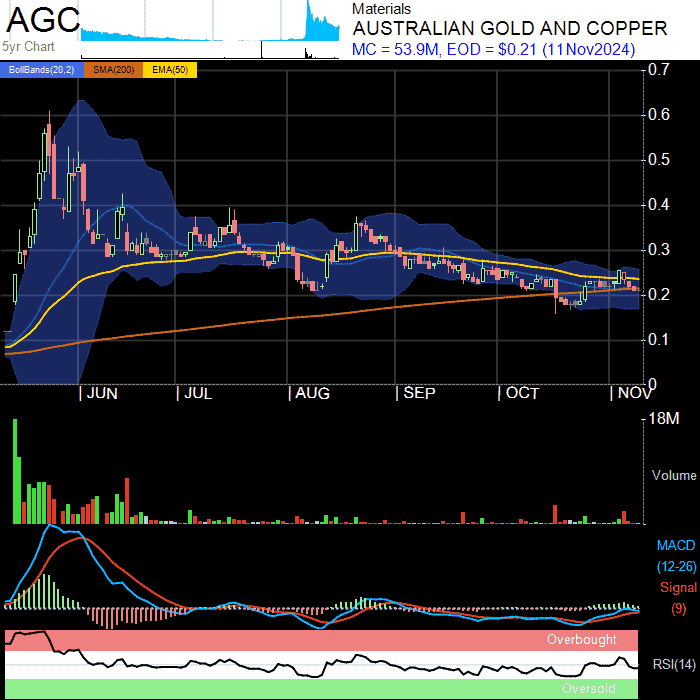 AGC
5yr Chart
Materials
AUSTRALIAN GOLD AND COPPER
MC = 53.9M, EOD = $0.21 (11Nov2024)
BollBands(20,2) SMA(200) EMA(50)
0.7
0.6
0.5
0.4
0.3
0.2
0.1
0
| JUN | JUL | AUG | SEP | OCT | NOV
18M
Volume
MACD
(12-26)
Signal
(9)
Overbought
RSI(14)
Oversold